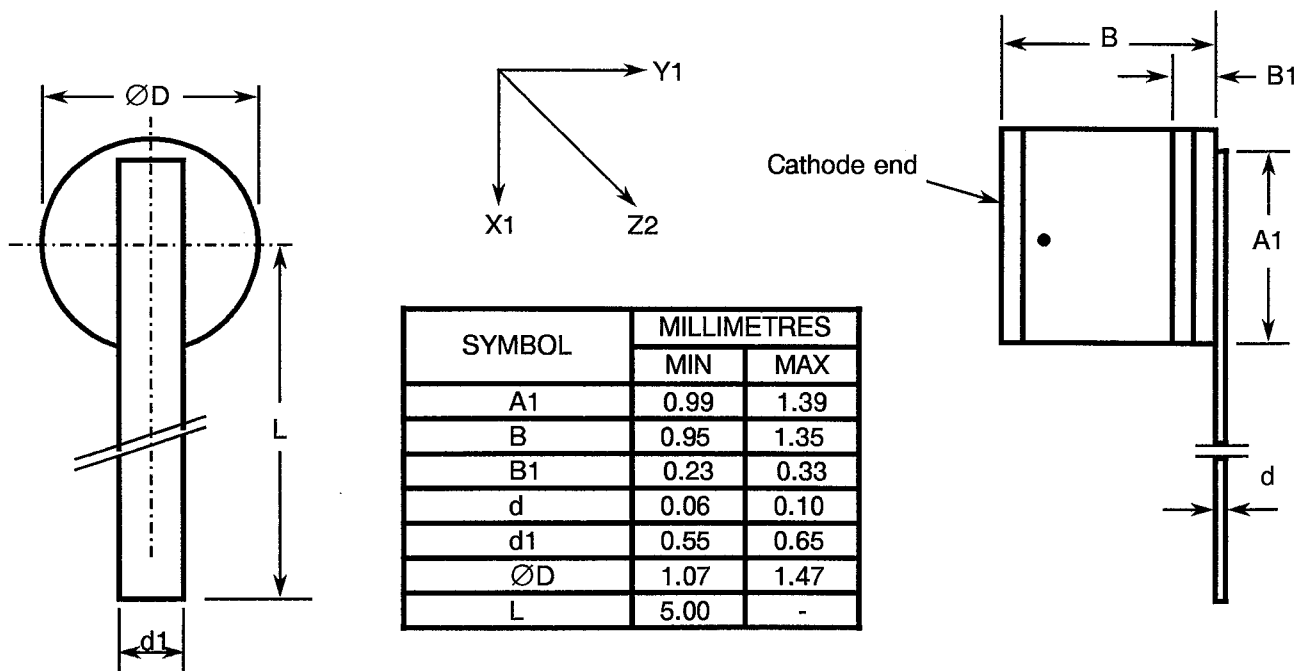 ØD
Y1
X1
Z2
B
B1
Cathode end
A1
L
d
d1
SYMBOL MILLIMETRES
MIN MAX
A1 0.99 1.39
B 0.95 1.35
B1 0.23 0.33
d 0.06 0.10
d1 0.55 0.65
ØD 1.07 1.47
L 5.00 -